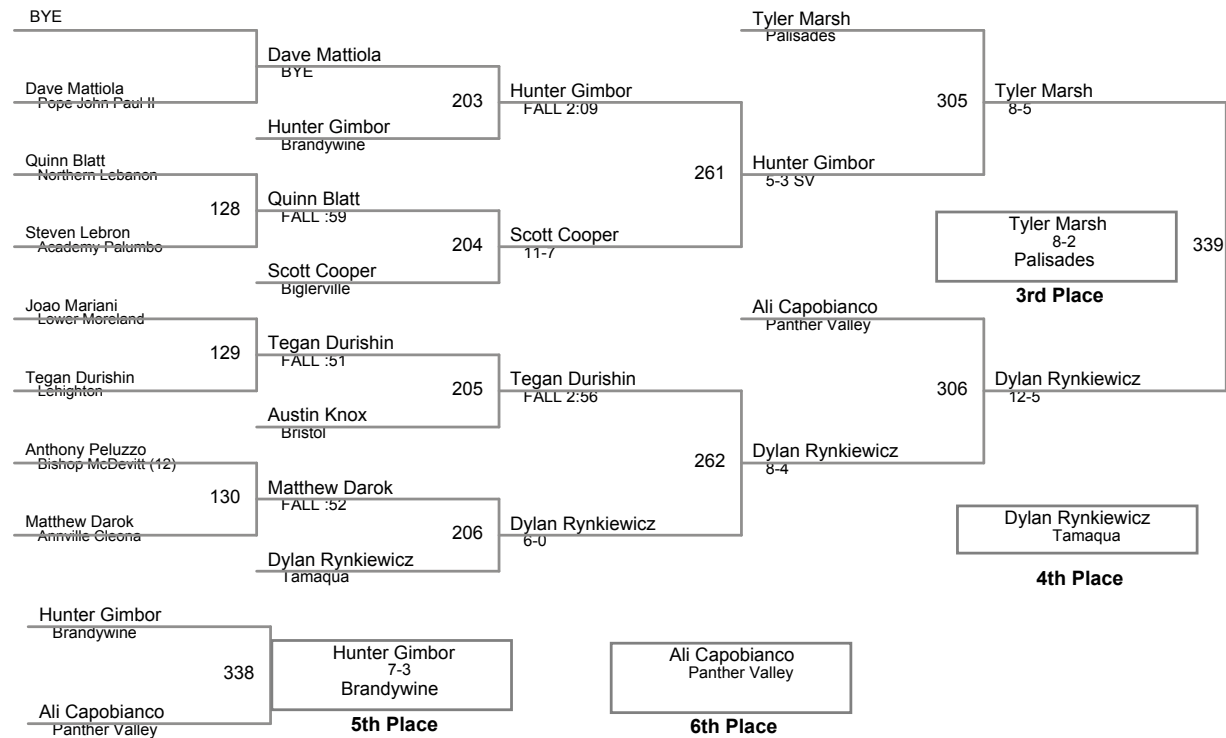 BYE
Dave Mattiola
Pope John Paul II
Quinn Blatt
Northern Lebanon
128
Steven Lebron
Academy Palumbo
Joao Mariani
Lower Moreland
129
Tegan Durishin
Lehighton
Anthony Peluzzo
Bishop McDevitt (12)
130
Matthew Darok
Annville Cleona
Dave Mattiola
BYE
203
Hunter Gimbor
Brandywine
Quinn Blatt
FALL :59
204
Scott Cooper
Biglerville
Tegan Durishin
FALL :51
205
Austin Knox
Bristol
Matthew Darok
FALL :52
206
Dylan Rynkiewicz
Tamaqua
Hunter Gimbor
FALL 2:09
261
Scott Cooper
11-7
Tegan Durishin
FALL 2:56
262
Dylan Rynkiewicz
6-0
Tyler Marsh
Palisades
305
Hunter Gimbor
5-3 SV
Ali Capobianco
Panther Valley
306
Dylan Rynkiewicz
8-4
Tyler Marsh
8-5
339
Dylan Rynkiewicz
12-5
Tyler Marsh
8-2
Palisades
3rd Place
Dylan Rynkiewicz
Tamaqua
4th Place
Hunter Gimbor
Brandywine
338
Ali Capobianco
Panther Valley
Hunter Gimbor
7-3
Brandywine
5th Place
Ali Capobianco
Panther Valley
6th Place